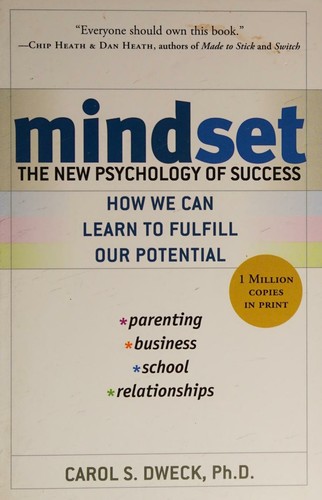 "Everyone should own this book."
—CHIP HEATH & DAN HEATH, authors of Made to Stick and Switch
mindset
THE NEW PSYCHOLOGY OF SUCCESS
HOW WE CAN
LEARN TO FULFILL
OUR POTENTIAL
1 MILLION
COPIES
IN PRINT
*parenting
*business
*school
*relationships
CAROL S. DWECK, Ph.D.